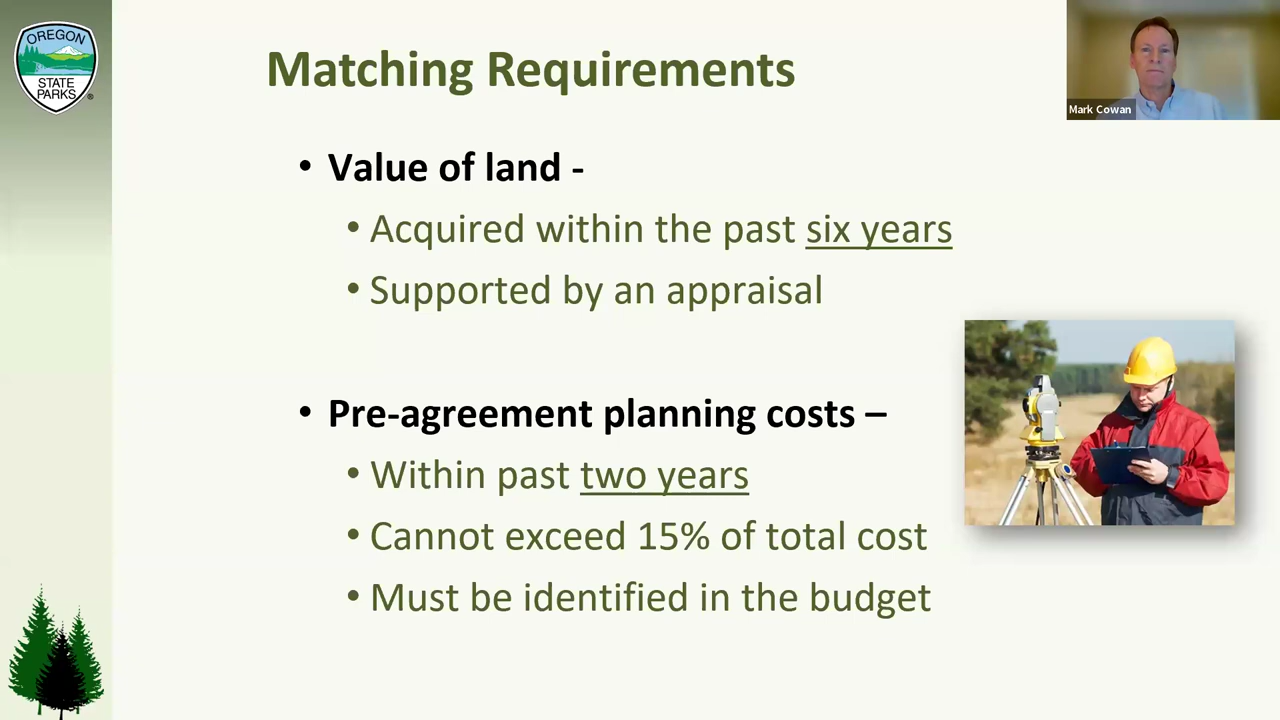 OREGON
STATE
PARKS
®
Matching Requirements
Mark Cowan
• Value of land -
• Acquired within the past six years
• Supported by an appraisal
• Pre-agreement planning costs –
• Within past two years
• Cannot exceed 15% of total cost
• Must be identified in the budget